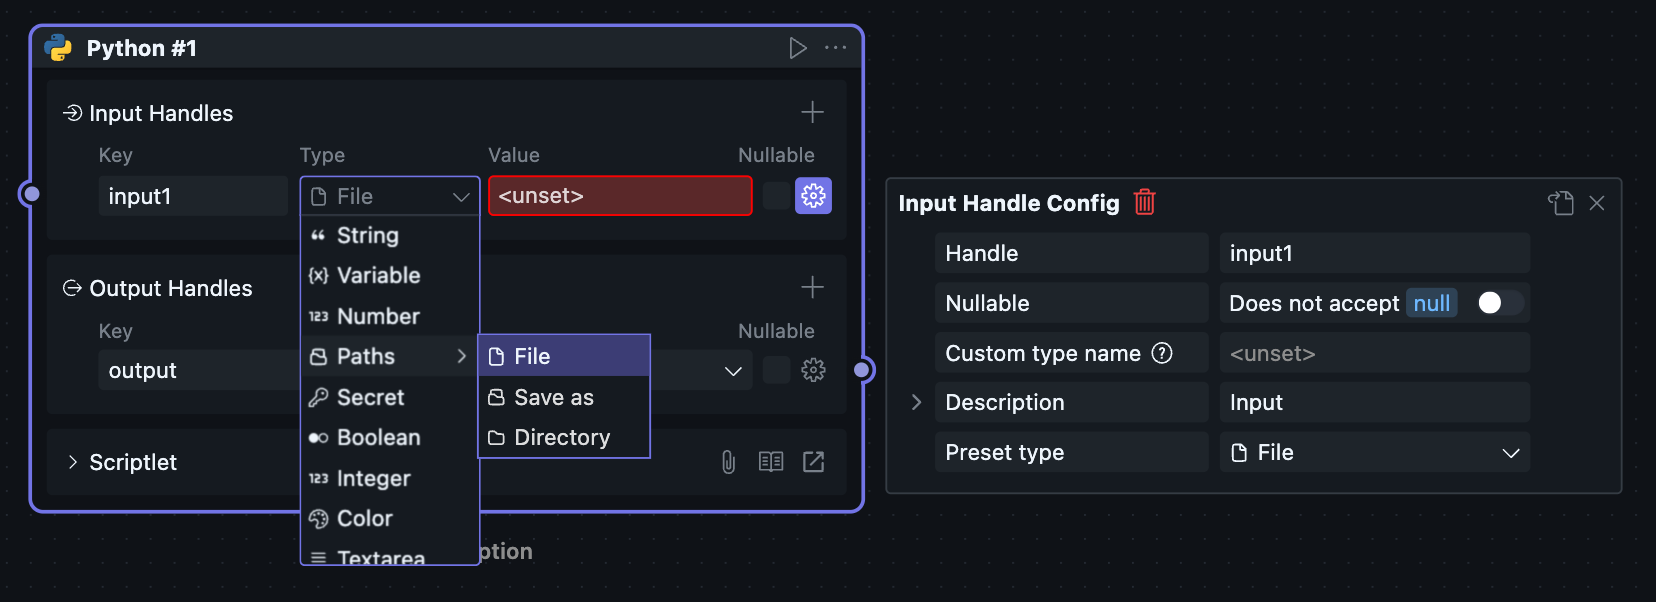 Python #1
Input Handles
Key Type Value Nullable
input1 File <unset>
String
Variable
Number
Paths
Secret
Boolean
Integer
Color
Textarea
File
Save as
Directory
Output Handles
Key Nullable
output
Scriptlet
ption
Input Handle Config
Handle input1
Nullable Does not accept null
Custom type name ? <unset>
Description Input
Preset type File